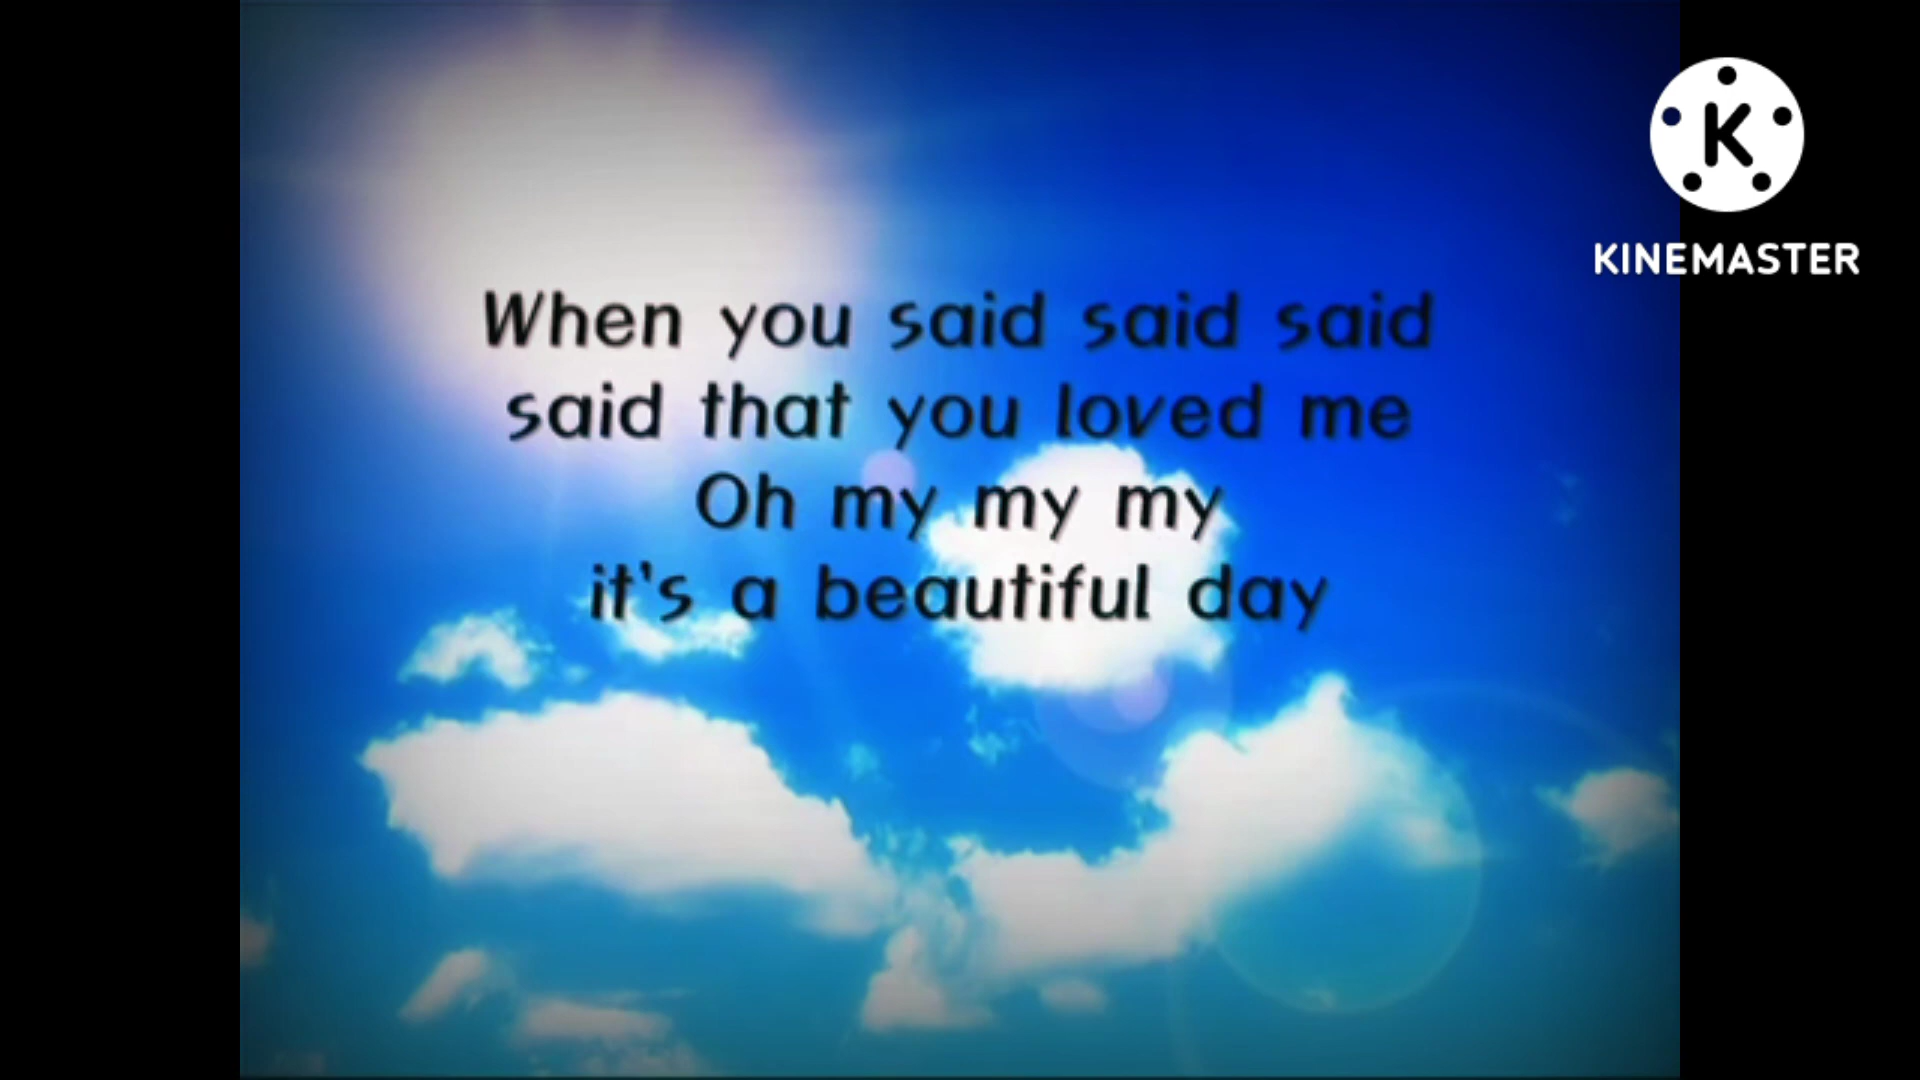 When you said said said
said that you loved me
Oh my my my
it's a beautiful day
K
KINEMASTER